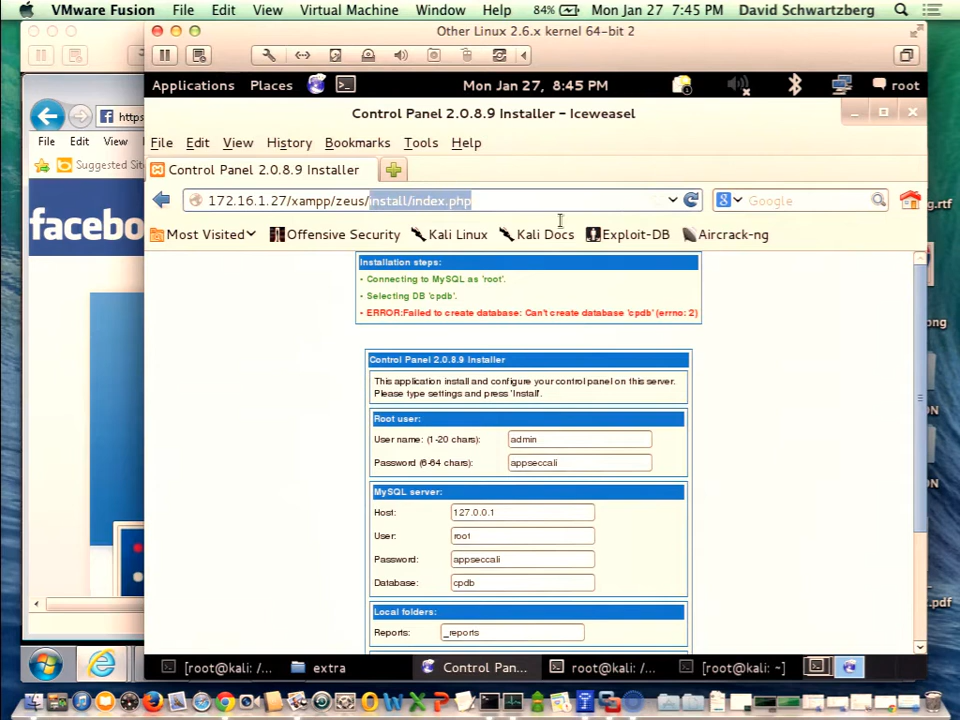 VMware Fusion File Edit View Virtual Machine Window Help 84% Mon Jan 27 7:45 PM David Schwartzberg
Other Linux 2.6.x kernel 64-bit 2
Applications Places Mon Jan 27, 8:45 PM root
Control Panel 2.0.8.9 Installer - Iceweasel
https
File Edit View History Bookmarks Tools Help
File Edit View
Control Panel 2.0.8.9 Installer
Suggested Sit
172.16.1.27/xampp/zeus/install/index.php
Google
.rtf
Most Visited Offensive Security Kali Linux Kali Docs Exploit-DB Aircrack-ng
facebook
Installation steps:
• Connecting to MySQL as 'root'.
• Selecting DB 'cpdb'.
• ERROR:Failed to create database: Can't create database 'cpdb' (errno: 2)
ong
Control Panel 2.0.8.9 Installer
This application install and configure your control panel on this server.
Please type settings and press 'Install'.
Root user:
User name: (1-20 chars): admin
Password (6-64 chars): appseccali
MySQL server:
Host: 127.0.0.1
User: root
Password: appseccali
Database: cpdb
.pdf
Local folders:
Reports: _reports
[root@kali: /... extra Control Pan... root@kali: /... [root@kali: ~]